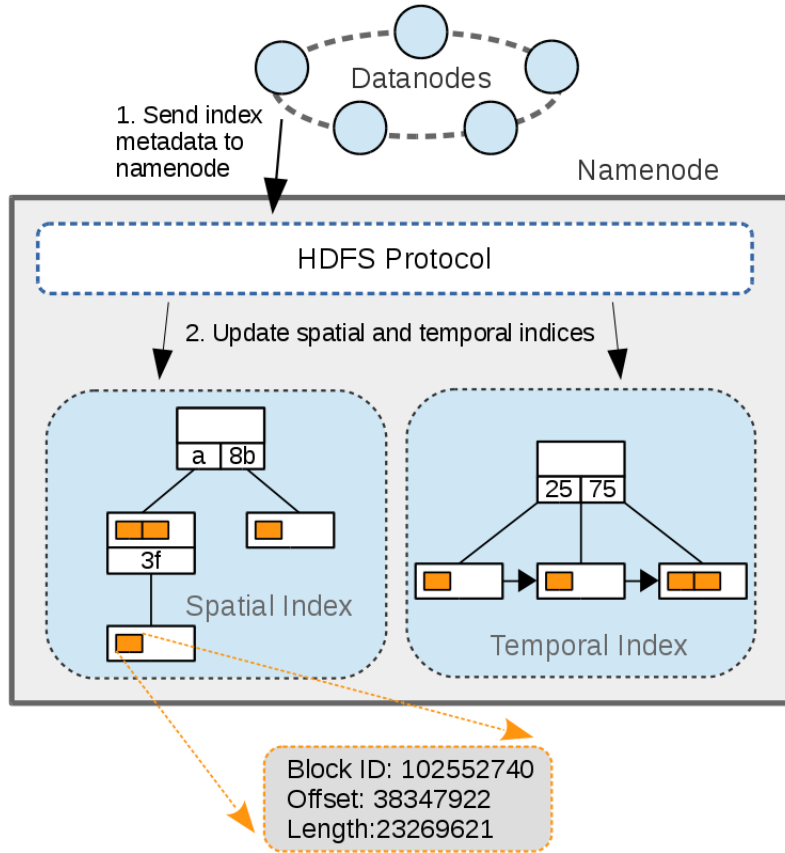 Datanodes
1. Send index
metadata to
namenode
Namenode
HDFS Protocol
2. Update spatial and temporal indices
a 8b
3f
Spatial Index
25 75
Temporal Index
Block ID: 102552740
Offset: 38347922
Length:23269621